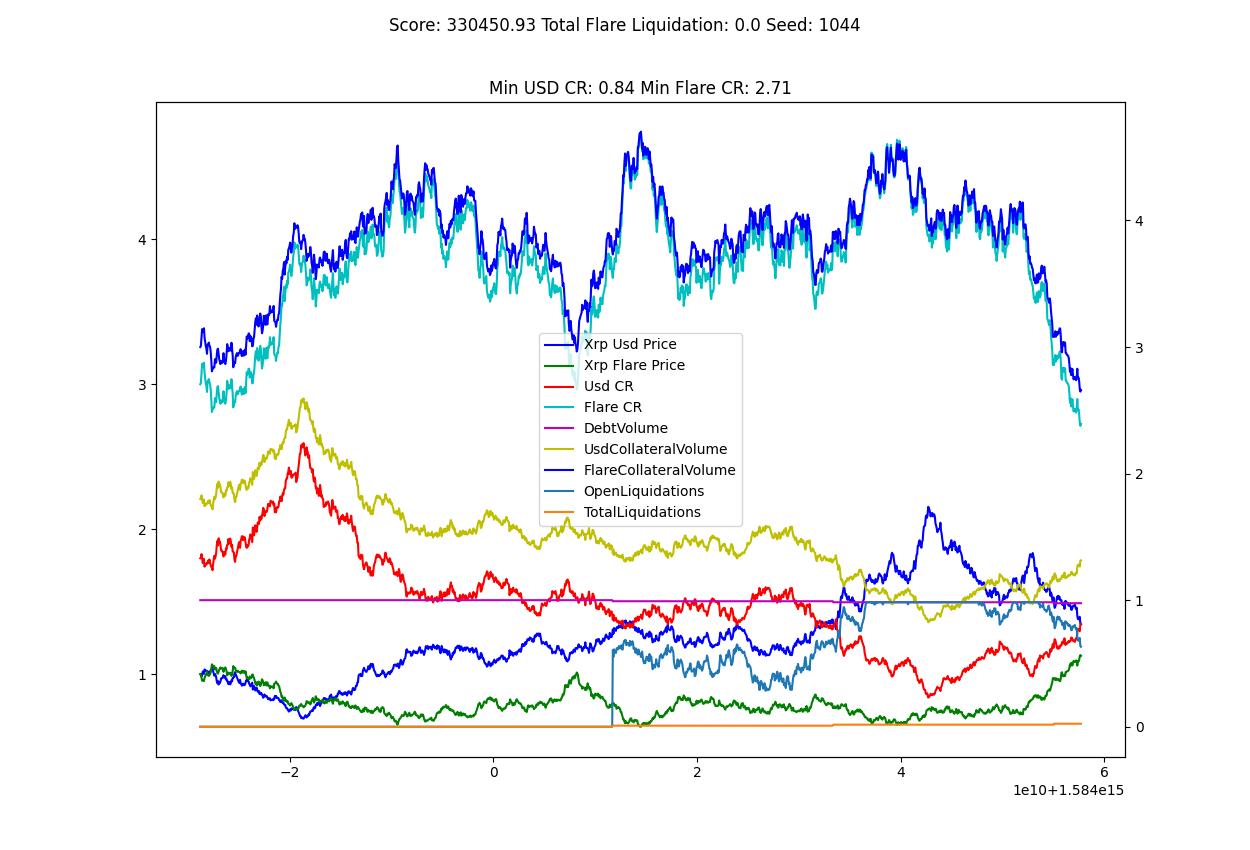 Score: 330450.93 Total Flare Liquidation: 0.0 Seed: 1044
Min USD CR: 0.84 Min Flare CR: 2.71
4
3
2
1
4
3
2
1
0
Xrp Usd Price
Xrp Flare Price
Usd CR
Flare CR
DebtVolume
UsdCollateralVolume
FlareCollateralVolume
OpenLiquidations
TotalLiquidations
−2 0 2 4 6
1e10+1.584e15